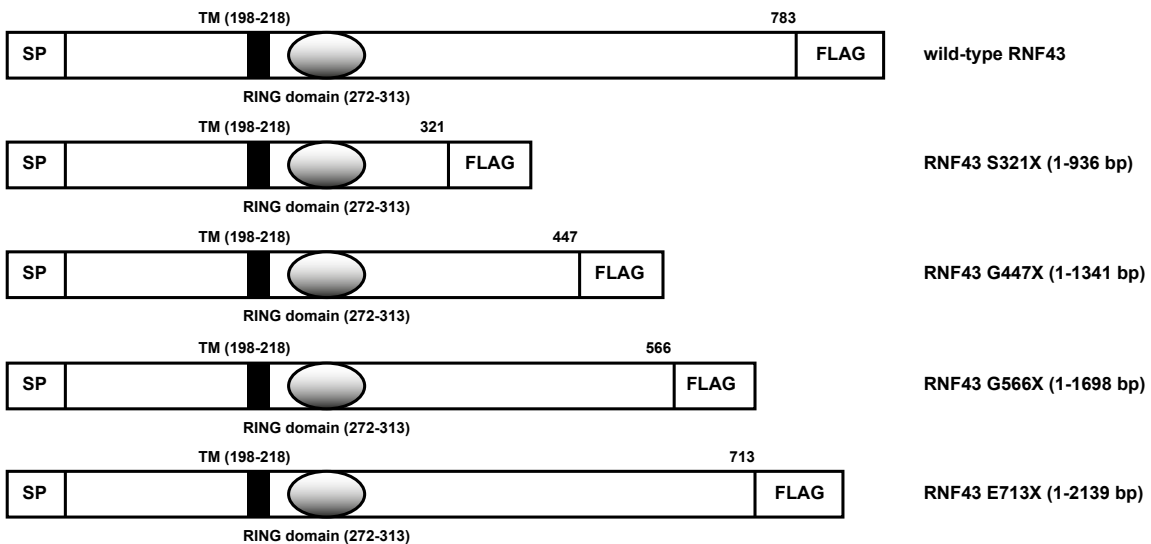 TM (198-218) 783
SP FLAG wild-type RNF43
RING domain (272-313)
TM (198-218) 321
SP FLAG RNF43 S321X (1-936 bp)
RING domain (272-313)
TM (198-218) 447
SP FLAG RNF43 G447X (1-1341 bp)
RING domain (272-313)
TM (198-218) 566
SP FLAG RNF43 G566X (1-1698 bp)
RING domain (272-313)
TM (198-218) 713
SP FLAG RNF43 E713X (1-2139 bp)
RING domain (272-313)